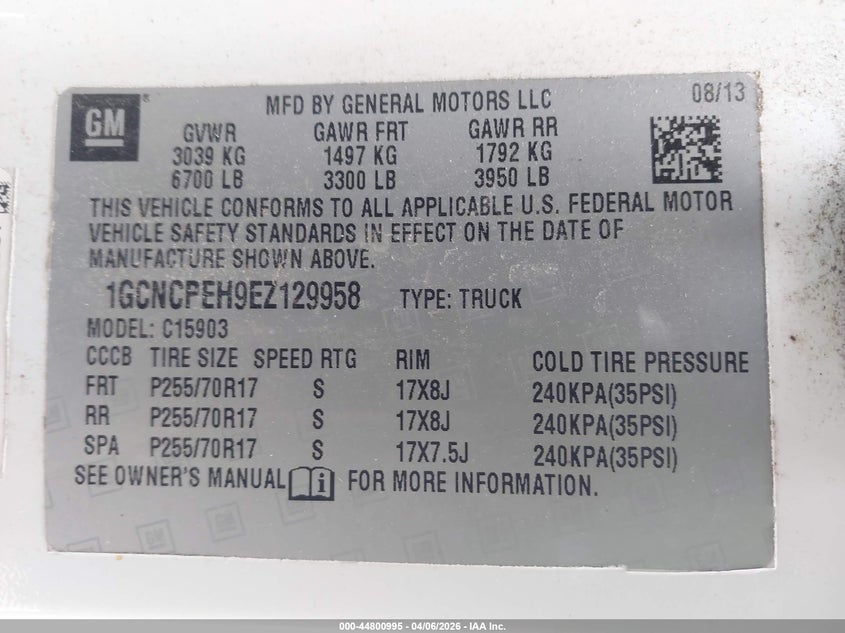 GM
®
MFD BY GENERAL MOTORS LLC
08/13
GVWR GAWR FRT GAWR RR
3039 KG 1497 KG 1792 KG
6700 LB 3300 LB 3950 LB
THIS VEHICLE CONFORMS TO ALL APPLICABLE U.S. FEDERAL MOTOR
VEHICLE SAFETY STANDARDS IN EFFECT ON THE DATE OF
MANUFACTURE SHOWN ABOVE.
1GCNCPEH9EZ129958 TYPE: TRUCK
MODEL: C15903
CCCB TIRE SIZE SPEED RTG RIM COLD TIRE PRESSURE
FRT P255/70R17 S 17X8J 240KPA(35PSI)
RR P255/70R17 S 17X8J 240KPA(35PSI)
SPA P255/70R17 S 17X7.5J 240KPA(35PSI)
SEE OWNER'S MANUAL i FOR MORE INFORMATION.
000-44800995 - 04/06/2026 - IAA Inc.